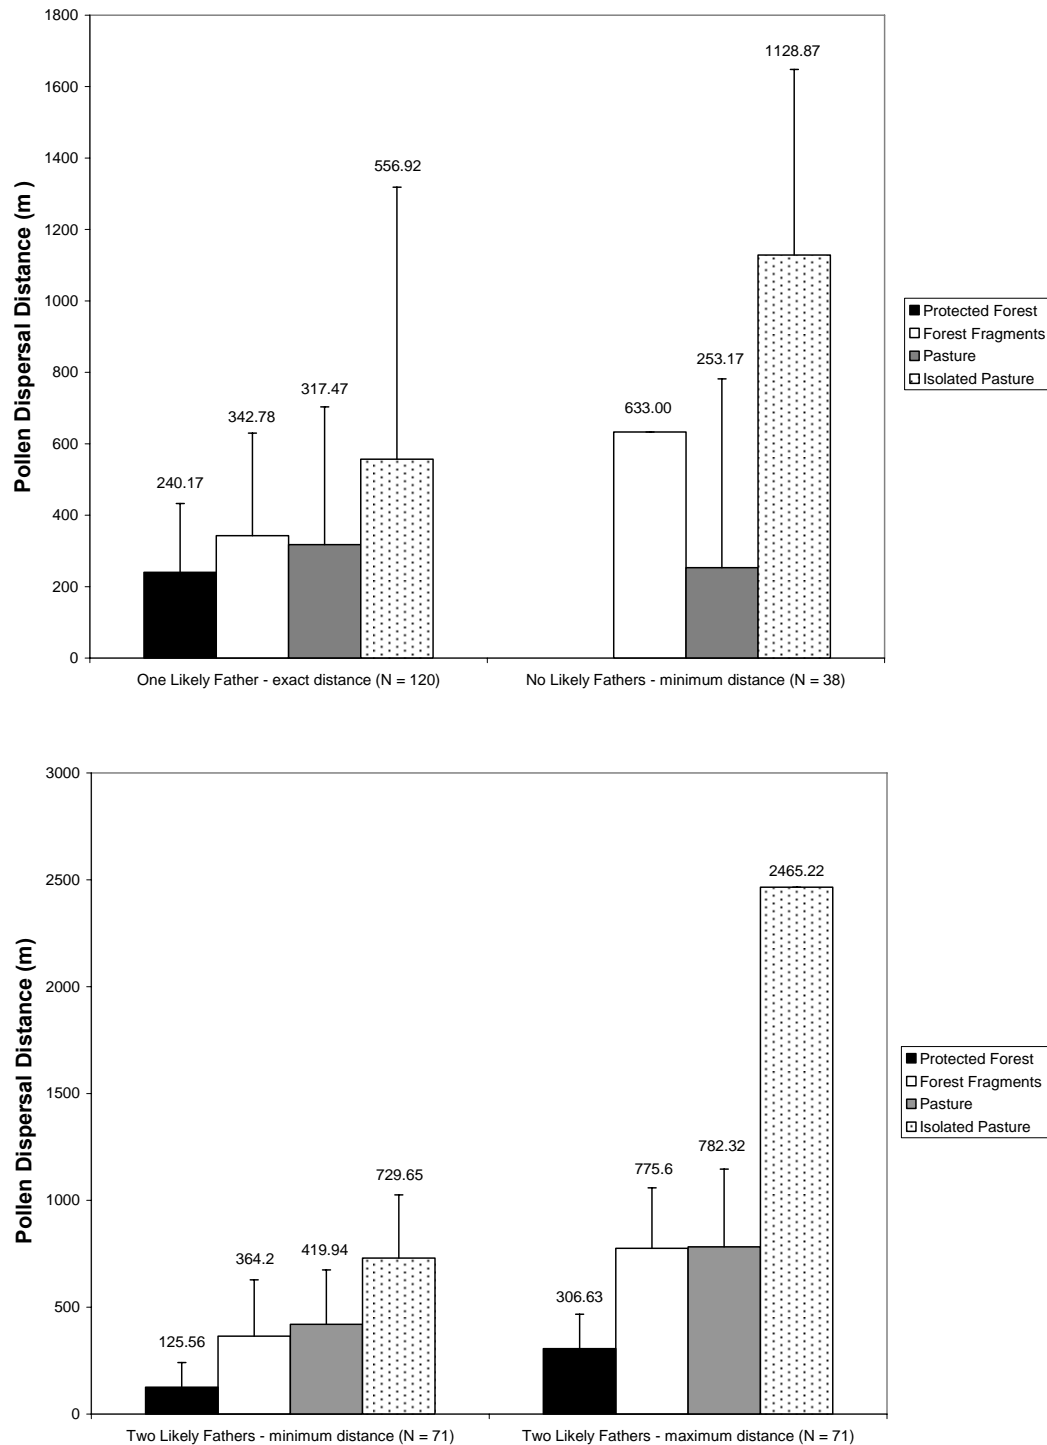 1800
1600
1400
1200
1000
800
600
400
200
0
Pollen Dispersal Distance (m )
240.17
342.78
317.47
556.92
633.00
253.17
1128.87
One Likely Father - exact distance (N = 120)
No Likely Fathers - minimum distance (N = 38)
Protected Forest
Forest Fragments
Pasture
Isolated Pasture
3000
2500
2000
1500
1000
500
0
Pollen Dispersal Distance (m)
125.56
364.2
419.94
729.65
306.63
775.6
782.32
2465.22
Two Likely Fathers - minimum distance (N = 71)
Two Likely Fathers - maximum distance (N = 71)
Protected Forest
Forest Fragments
Pasture
Isolated Pasture